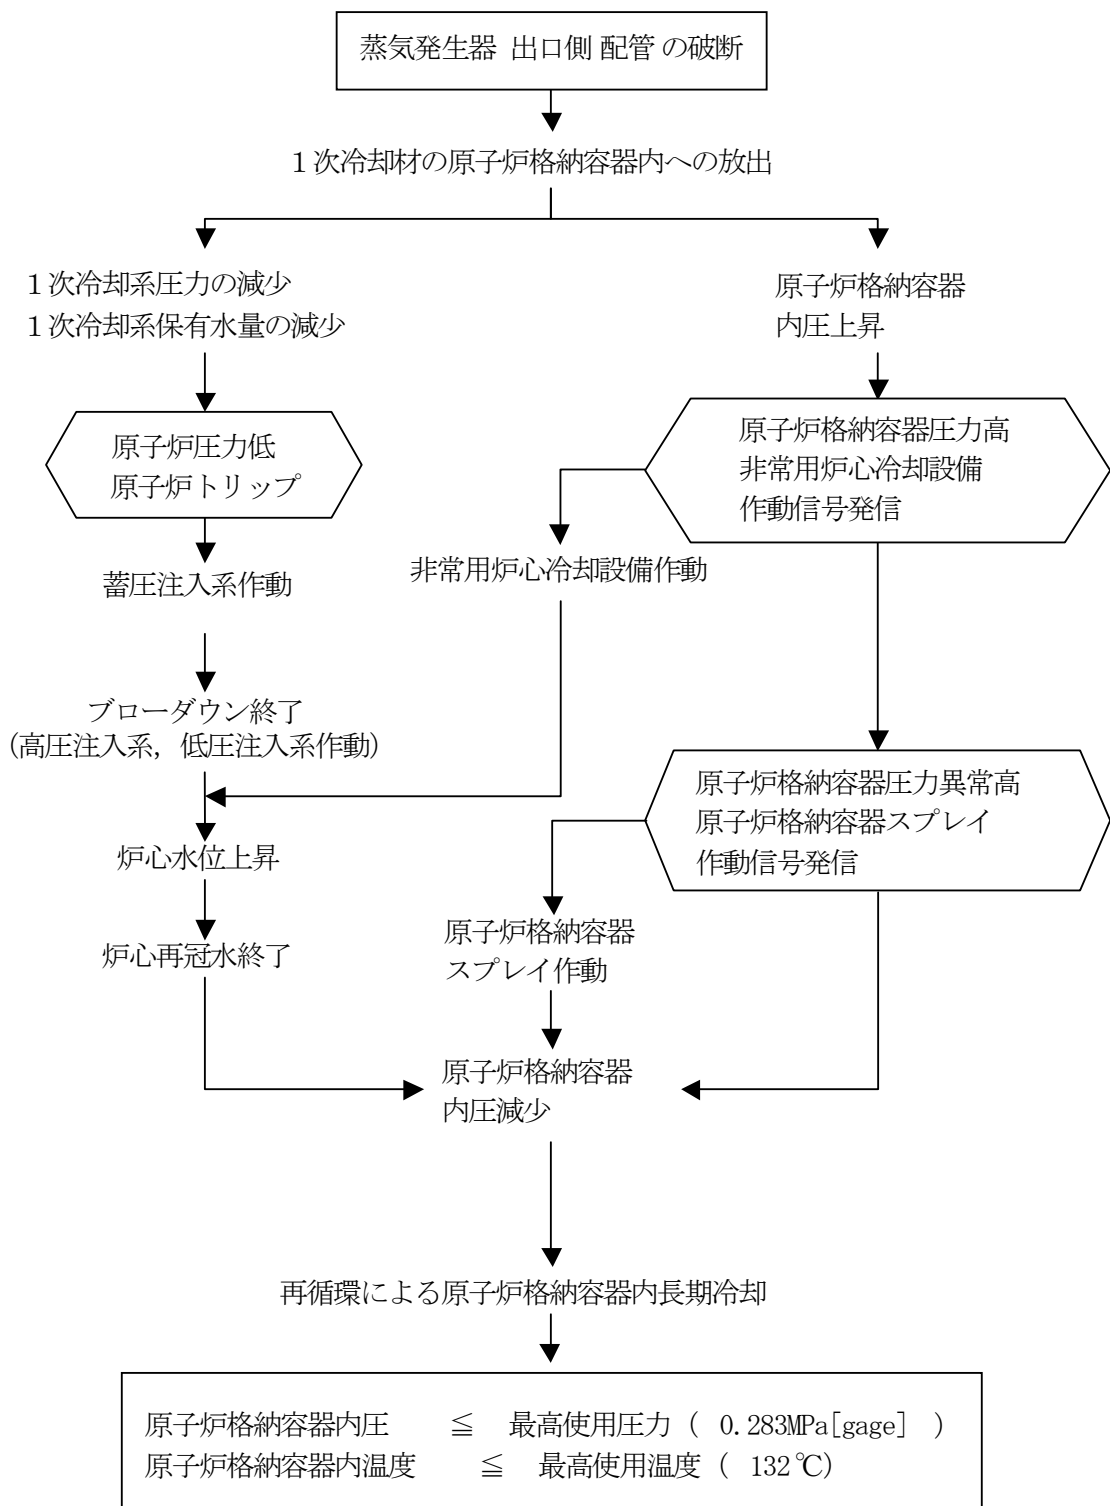 蒸気発生器 出口側 配管 の破断
１次冷却材の原子炉格納容器内への放出
１次冷却系圧力の減少
１次冷却系保有水量の減少
原子炉格納容器
内圧上昇
原子炉圧力低
原子炉トリップ
原子炉格納容器圧力高
非常用炉心冷却設備
作動信号発信
蓄圧注入系作動
非常用炉心冷却設備作動
ブローダウン終了
（高圧注入系，低圧注入系作動）
原子炉格納容器圧力異常高
原子炉格納容器スプレイ
作動信号発信
炉心水位上昇
炉心再冠水終了
原子炉格納容器
スプレイ作動
原子炉格納容器
内圧減少
再循環による原子炉格納容器内長期冷却
原子炉格納容器内圧 ≦ 最高使用圧力（ 0.283MPa[gage] ）
原子炉格納容器内温度 ≦ 最高使用温度（ 132℃）